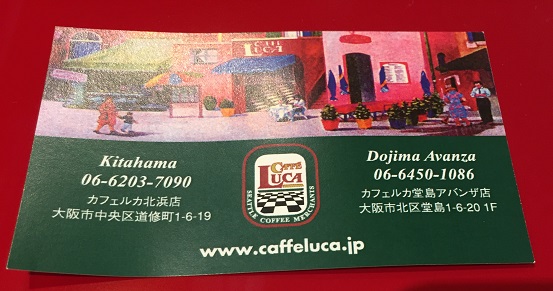 CAFFE
LUCA
Kitahama
06-6203-7090
カフェルカ北浜店
大阪市中央区道修町1-6-19
CAFFE
LUCA
SEATTLE COFFEE MERCHANTS
Dojima Avanza
06-6450-1086
カフェルカ堂島アバンザ店
大阪市北区堂島1-6-20 1F
www.caffeluca.jp